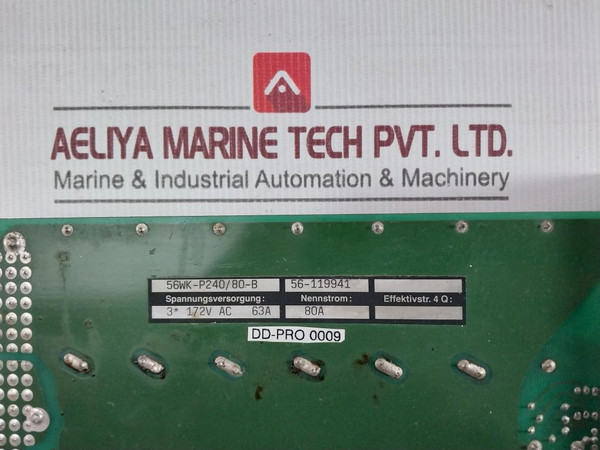 AELIYA MARINE TECH PVT. LTD.
Marine & Industrial Automation & Machinery
56WK-P240/80-B 56-119941
Spannungsversorgung: Nennstrom: Effektivstr. 4 Q:
3* 172V AC 63A 80A
DD-PRO 0009